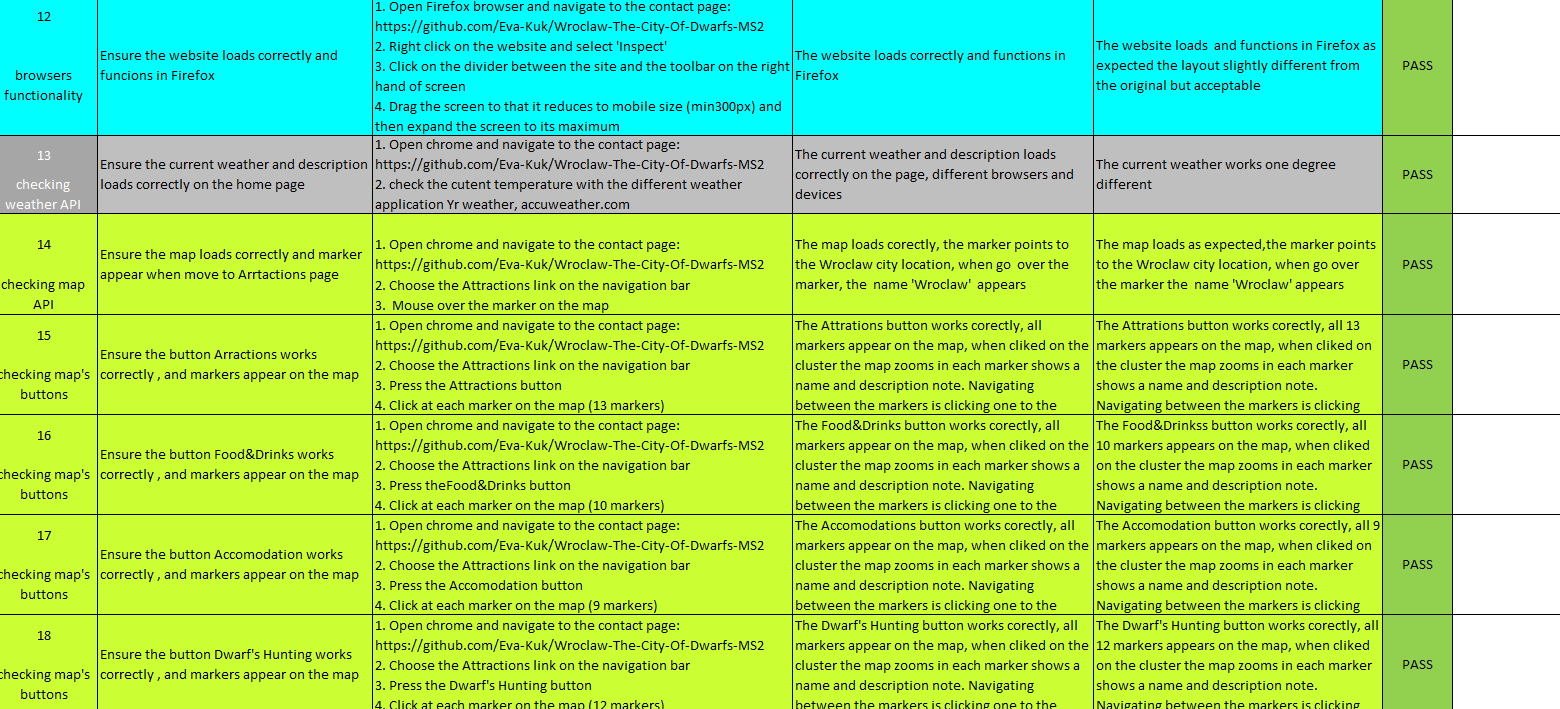 12
browsers
functionality
Ensure the website loads correctly and
funcions in Firefox
1. Open Firefox browser and navigate to the contact page:
https://github.com/Eva-Kuk/Wroclaw-The-City-Of-Dwarfs-MS2
2. Right click on the website and select 'Inspect'
3. Click on the divider between the site and the toolbar on the right
hand of screen
4. Drag the screen to that it reduces to mobile size (min300px) and
then expand the screen to its maximum
The website loads correctly and functions in
Firefox
The website loads and functions in Firefox as
expected the layout slightly different from
the original but acceptable
PASS
13
checking
weather API
Ensure the current weather and description
loads correctly on the home page
1. Open chrome and navigate to the contact page:
https://github.com/Eva-Kuk/Wroclaw-The-City-Of-Dwarfs-MS2
2. check the cutent temperature with the different weather
application Yr weather, accuweather.com
The current weather and description loads
correctly on the page, different browsers and
devices
The current weather works one degree
different
PASS
14
checking map
API
Ensure the map loads correctly and marker
appear when move to Arrtactions page
1. Open chrome and navigate to the contact page:
https://github.com/Eva-Kuk/Wroclaw-The-City-Of-Dwarfs-MS2
2. Choose the Attractions link on the navigation bar
3. Mouse over the marker on the map
The map loads corectly, the marker points to
the Wroclaw city location, when go over the
marker, the name 'Wroclaw' appears
The map loads as expected,the marker points
to the Wroclaw city location, when go over
the marker the name 'Wroclaw' appears
PASS
15
checking map's
buttons
Ensure the button Arractions works
correctly , and markers appear on the map
1. Open chrome and navigate to the contact page:
https://github.com/Eva-Kuk/Wroclaw-The-City-Of-Dwarfs-MS2
2. Choose the Attractions link on the navigation bar
3. Press the Attractions button
4. Click at each marker on the map (13 markers)
The Attrations button works corectly, all
markers appear on the map, when cliked on the
cluster the map zooms in each marker shows a
name and description note. Navigating
between the markers is clicking one to the
The Attrations button works corectly, all 13
markers appears on the map, when cliked on
the cluster the map zooms in each marker
shows a name and description note.
Navigating between the markers is clicking
PASS
16
checking map's
buttons
Ensure the button Food&Drinks works
correctly , and markers appear on the map
1. Open chrome and navigate to the contact page:
https://github.com/Eva-Kuk/Wroclaw-The-City-Of-Dwarfs-MS2
2. Choose the Attractions link on the navigation bar
3. Press theFood&Drinks button
4. Click at each marker on the map (10 markers)
The Food&Drinks button works corectly, all
markers appear on the map, when cliked on the
cluster the map zooms in each marker shows a
name and description note. Navigating
between the markers is clicking one to the
The Food&Drinkss button works corectly, all
10 markers appears on the map, when cliked
on the cluster the map zooms in each marker
shows a name and description note.
Navigating between the markers is clicking
PASS
17
checking map's
buttons
Ensure the button Accomodation works
correctly , and markers appear on the map
1. Open chrome and navigate to the contact page:
https://github.com/Eva-Kuk/Wroclaw-The-City-Of-Dwarfs-MS2
2. Choose the Attractions link on the navigation bar
3. Press the Accomodation button
4. Click at each marker on the map (9 markers)
The Accomodations button works corectly, all
markers appear on the map, when cliked on the
cluster the map zooms in each marker shows a
name and description note. Navigating
between the markers is clicking one to the
The Accomodation button works corectly, all 9
markers appears on the map, when cliked on
the cluster the map zooms in each marker
shows a name and description note.
Navigating between the markers is clicking
PASS
18
checking map's
buttons
Ensure the button Dwarf's Hunting works
correctly , and markers appear on the map
1. Open chrome and navigate to the contact page:
https://github.com/Eva-Kuk/Wroclaw-The-City-Of-Dwarfs-MS2
2. Choose the Attractions link on the navigation bar
3. Press the Dwarf's Hunting button
4. Click at each marker on the map (12 markers)
The Dwarf's Hunting button works corectly, all
markers appear on the map, when cliked on the
cluster the map zooms in each marker shows a
name and description note. Navigating
between the markers is clicking one to the
The Dwarf's Hunting button works corectly, all
12 markers appears on the map, when cliked
on the cluster the map zooms in each marker
shows a name and description note.
Navigating between the markers is clicking
PASS